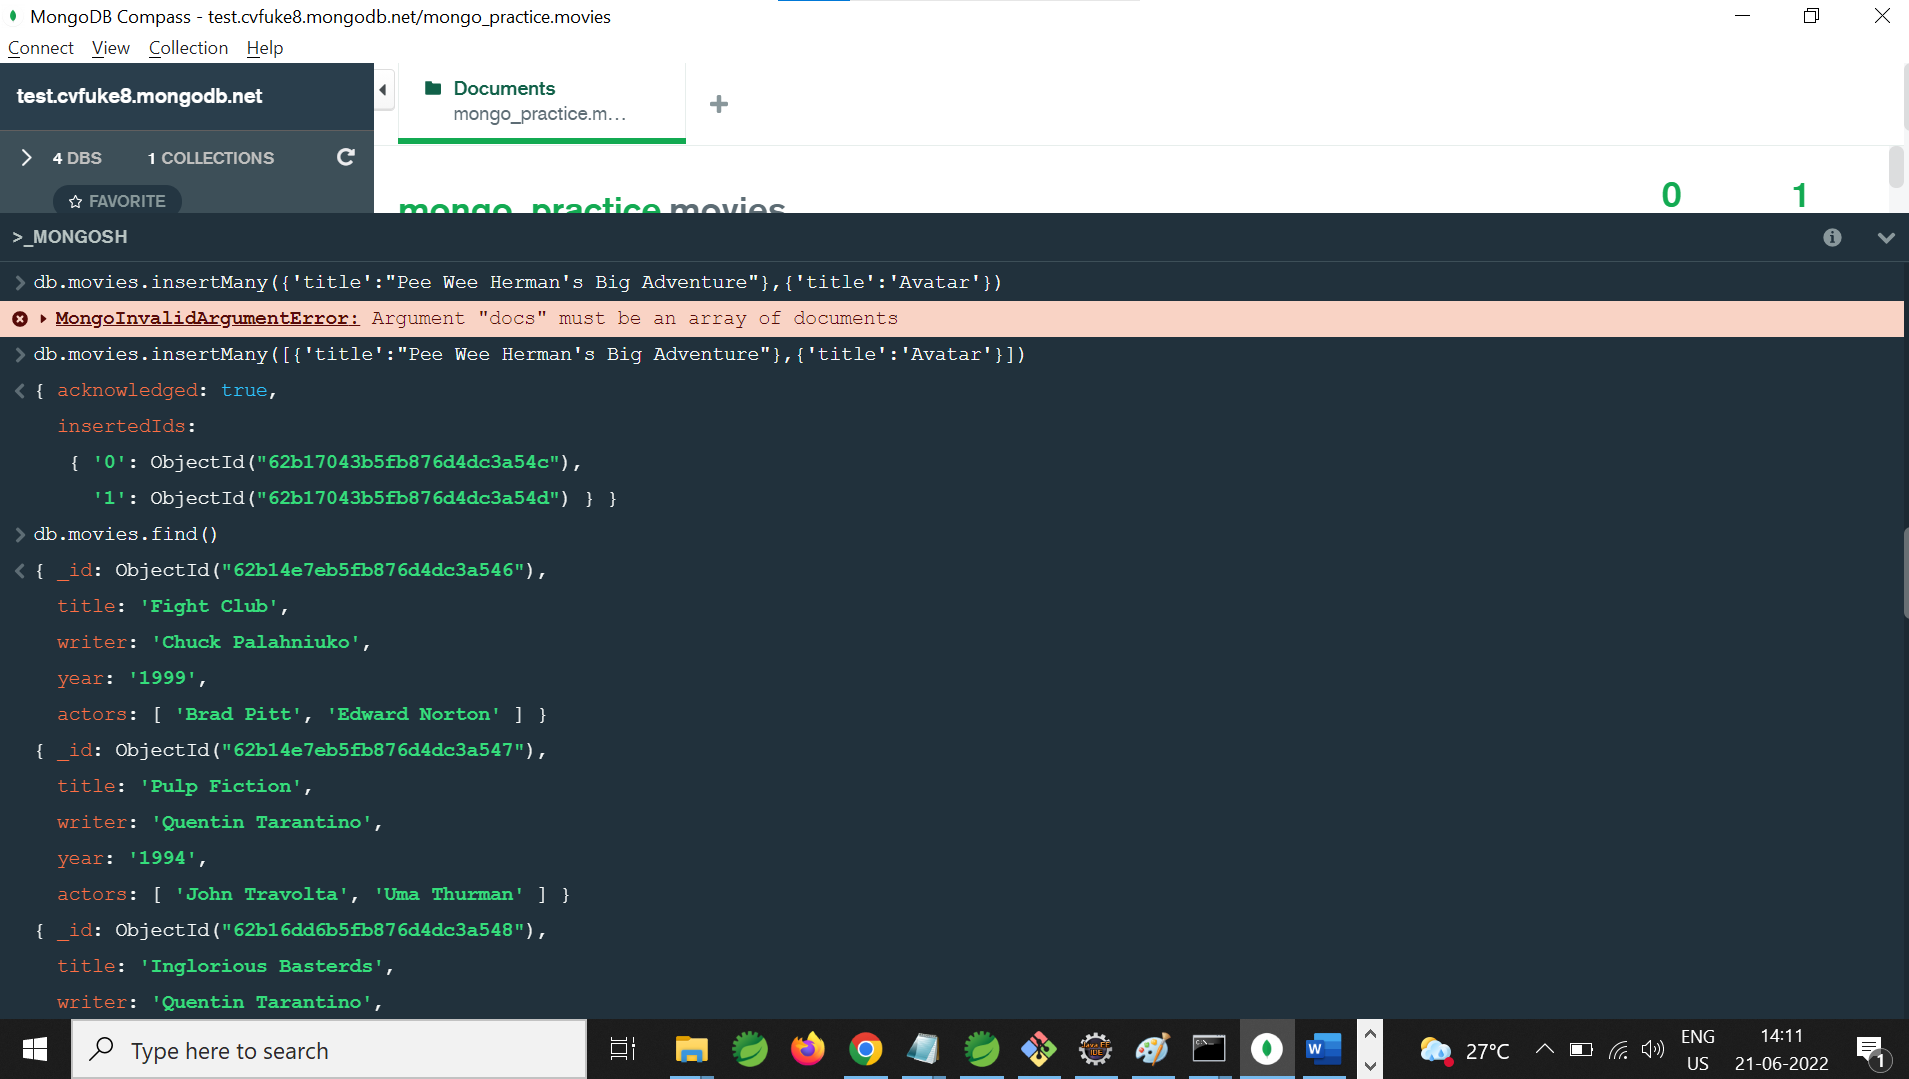 MongoDB Compass - test.cvfuke8.mongodb.net/mongo_practice.movies
Connect View Collection Help
test.cvfuke8.mongodb.net
Documents
mongo_practice.m...
4 DBS 1 COLLECTIONS
FAVORITE
mongo_practice.movies
0 1
>_MONGOSH
db.movies.insertMany({'title':"Pee Wee Herman's Big Adventure"},{'title':'Avatar'})
MongoInvalidArgumentError: Argument "docs" must be an array of documents
db.movies.insertMany([{'title':"Pee Wee Herman's Big Adventure"},{'title':'Avatar'}])
{ acknowledged: true,
insertedIds:
{ '0': ObjectId("62b17043b5fb876d4dc3a54c"),
'1': ObjectId("62b17043b5fb876d4dc3a54d") } }
db.movies.find()
{ _id: ObjectId("62b14e7eb5fb876d4dc3a546"),
title: 'Fight Club',
writer: 'Chuck Palahniuko',
year: '1999',
actors: [ 'Brad Pitt', 'Edward Norton' ] }
{ _id: ObjectId("62b14e7eb5fb876d4dc3a547"),
title: 'Pulp Fiction',
writer: 'Quentin Tarantino',
year: '1994',
actors: [ 'John Travolta', 'Uma Thurman' ] }
{ _id: ObjectId("62b16dd6b5fb876d4dc3a548"),
title: 'Inglorious Basterds',
writer: 'Quentin Tarantino',
Type here to search
27°C
ENG
US
14:11
21-06-2022
1